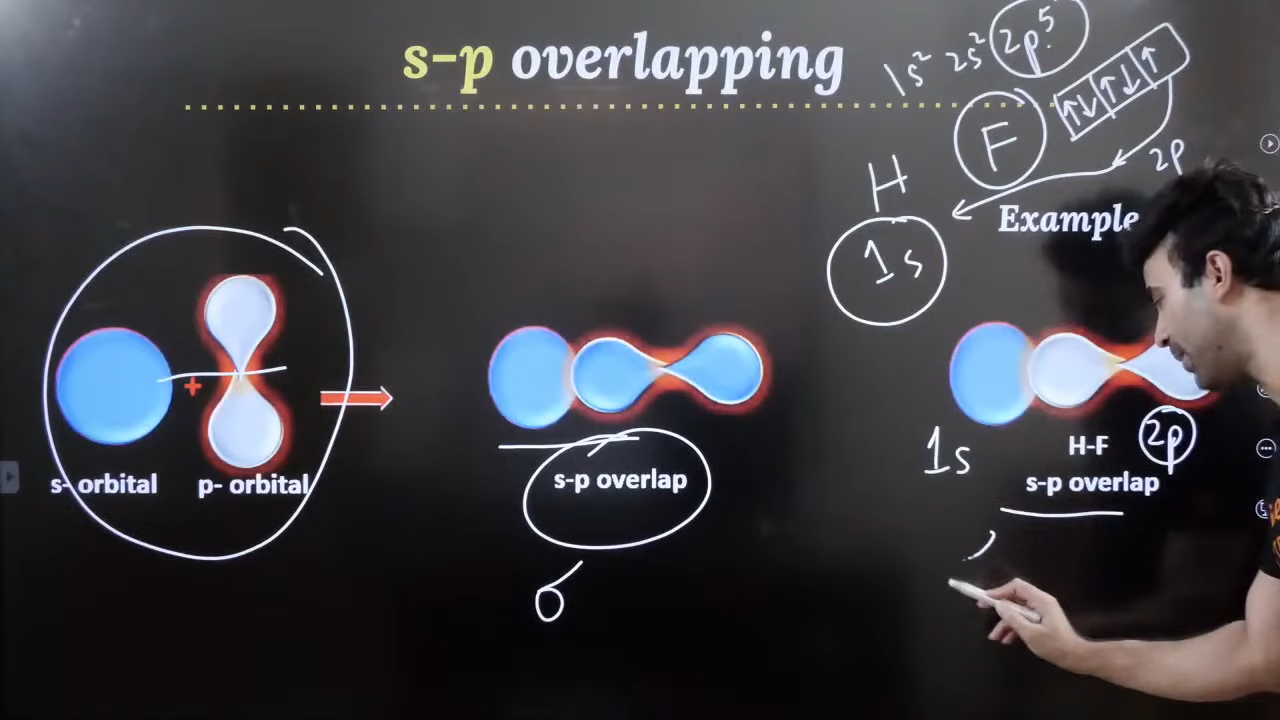 s-p overlapping
1s² 2s² 2p⁵
F
↑↓ ↑↓ ↑
2p
H
1s
Example
+
s- orbital
p- orbital
s-p overlap
σ
1s
H-F
2p
s-p overlap